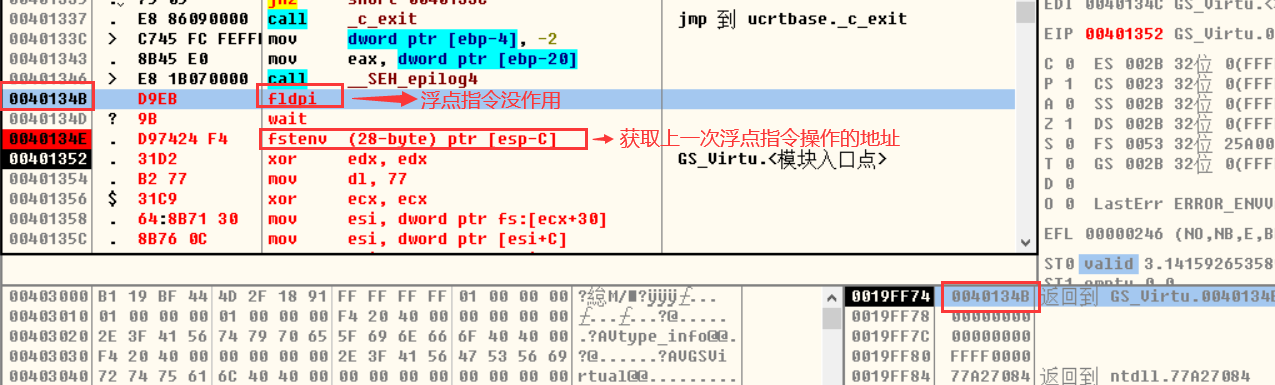 00401337 . E8 86090000 call _c_exit jmp 到 ucrtbase._c_exit
0040133C > C745 FC FEFFF mov dword ptr [ebp-4], -2
00401343 . 8B45 E0 mov eax, dword ptr [ebp-20]
00401346 > E8 1B070000 call __SEH_epilog4
0040134B D9EB fldpi 浮点指令没作用
0040134D ? 9B wait
0040134E . D97424 F4 fstenv (28-byte) ptr [esp-C] 获取上一次浮点指令操作的地址
00401352 . 31D2 xor edx, edx GS_Virtu.<模块入口点>
00401354 . B2 77 mov dl, 77
00401356 $ 31C9 xor ecx, ecx
00401358 . 64:8B71 30 mov esi, dword ptr fs:[ecx+30]
0040135C . 8B76 0C mov esi, dword ptr [esi+C]
EDI 0040134C GS_Virtu.
EIP 00401352 GS_Virtu.0
C 0 ES 002B 32位 0(FFF
P 1 CS 0023 32位 0(FFF
A 0 SS 002B 32位 0(FFF
Z 1 DS 002B 32位 0(FFF
S 0 FS 0053 32位 25A00
T 0 GS 002B 32位 0(FFF
D 0
O 0 LastErr ERROR_ENVV
EFL 00000246 (NO,NB,E,B
ST0 valid 3.14159265358
ST1 empty 0.0
00403000 B1 19 BF 44 4D 2F 18 91 FF FF FF FF 01 00 00 00
00403010 01 00 00 00 01 00 00 00 F4 20 40 00 00 00 00 00
00403020 2E 3F 41 56 74 79 70 65 5F 69 6E 66 6F 40 40 00 .?AVtype_info@@.
00403030 F4 20 40 00 00 00 00 00 2E 3F 41 56 47 53 56 69 ?@......?AVGSVi
00403040 72 74 75 61 6C 40 40 00 00 00 00 00 00 00 00 00 rtual@@.........
0019FF74 0040134B 返回到 GS_Virtu.0040134B
0019FF78 00000000
0019FF7C 00000000
0019FF80 FFFF0000
0019FF84 77A27084 返回到 ntdll.77A27084